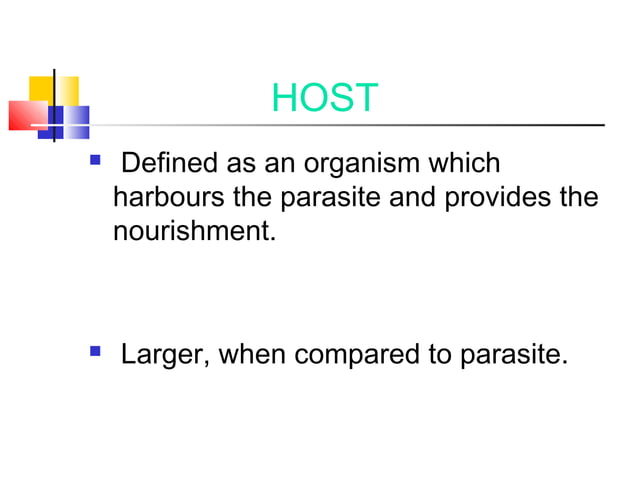 HOST
Defined as an organism which
harbours the parasite and provides the
nourishment.
Larger, when compared to parasite.